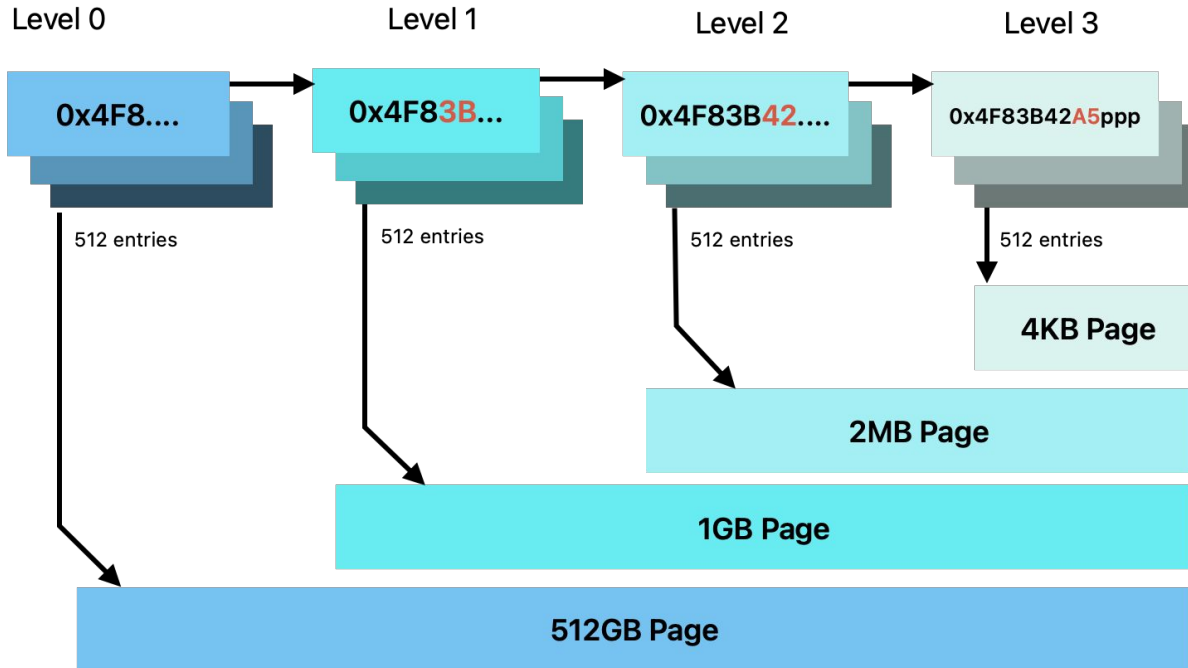 Level 0
Level 1
Level 2
Level 3
0x4F8....
0x4F83B...
0x4F83B42....
0x4F83B42A5ppp
512 entries
512 entries
512 entries
512 entries
4KB Page
2MB Page
1GB Page
512GB Page